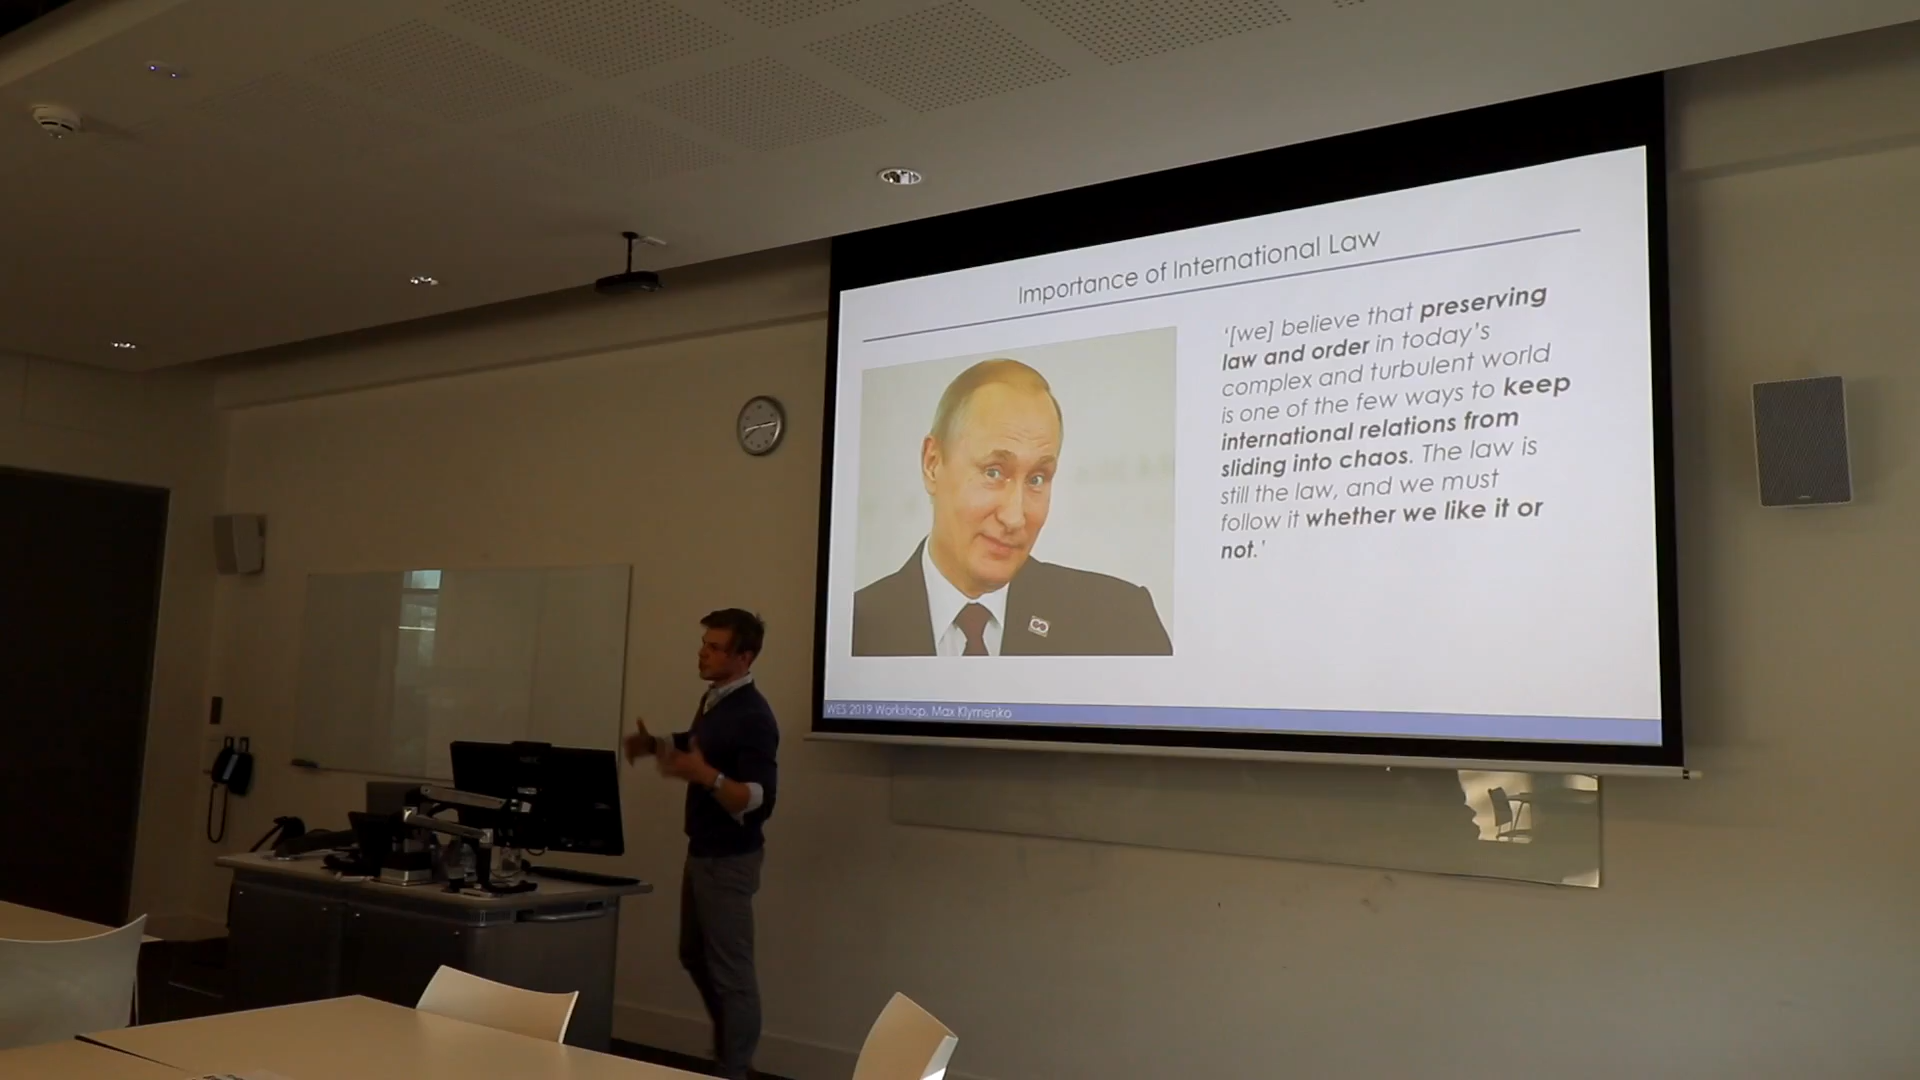 Importance of International Law
‘[we] believe that preserving
law and order in today’s
complex and turbulent world
is one of the few ways to keep
international relations from
sliding into chaos. The law is
still the law, and we must
follow it whether we like it or
not.’
WES 2019 Workshop, Max Klymenko